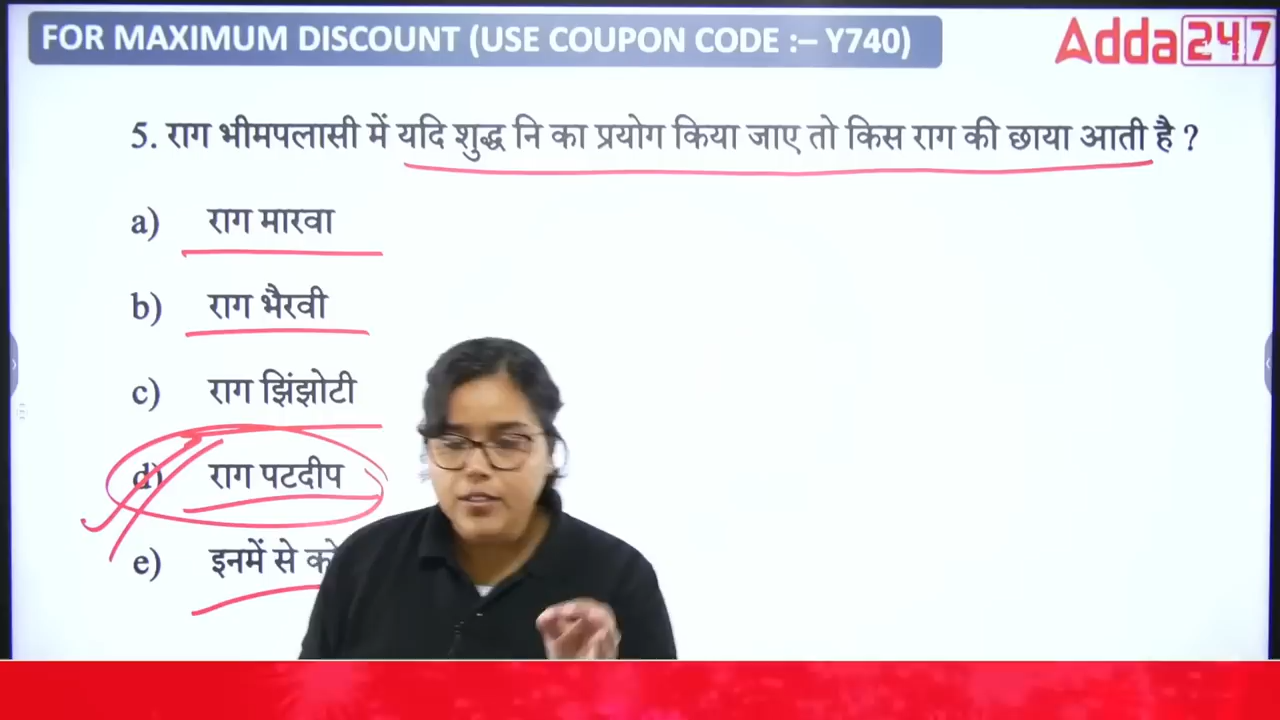 FOR MAXIMUM DISCOUNT (USE COUPON CODE :– Y740)
Adda247
5. राग भीमपलासी में यदि शुद्ध नि का प्रयोग किया जाए तो किस राग की छाया आती है ?
a) राग मारवा
b) राग भैरवी
c) राग झिंझोटी
d) राग पटदीप
e) इनमें से